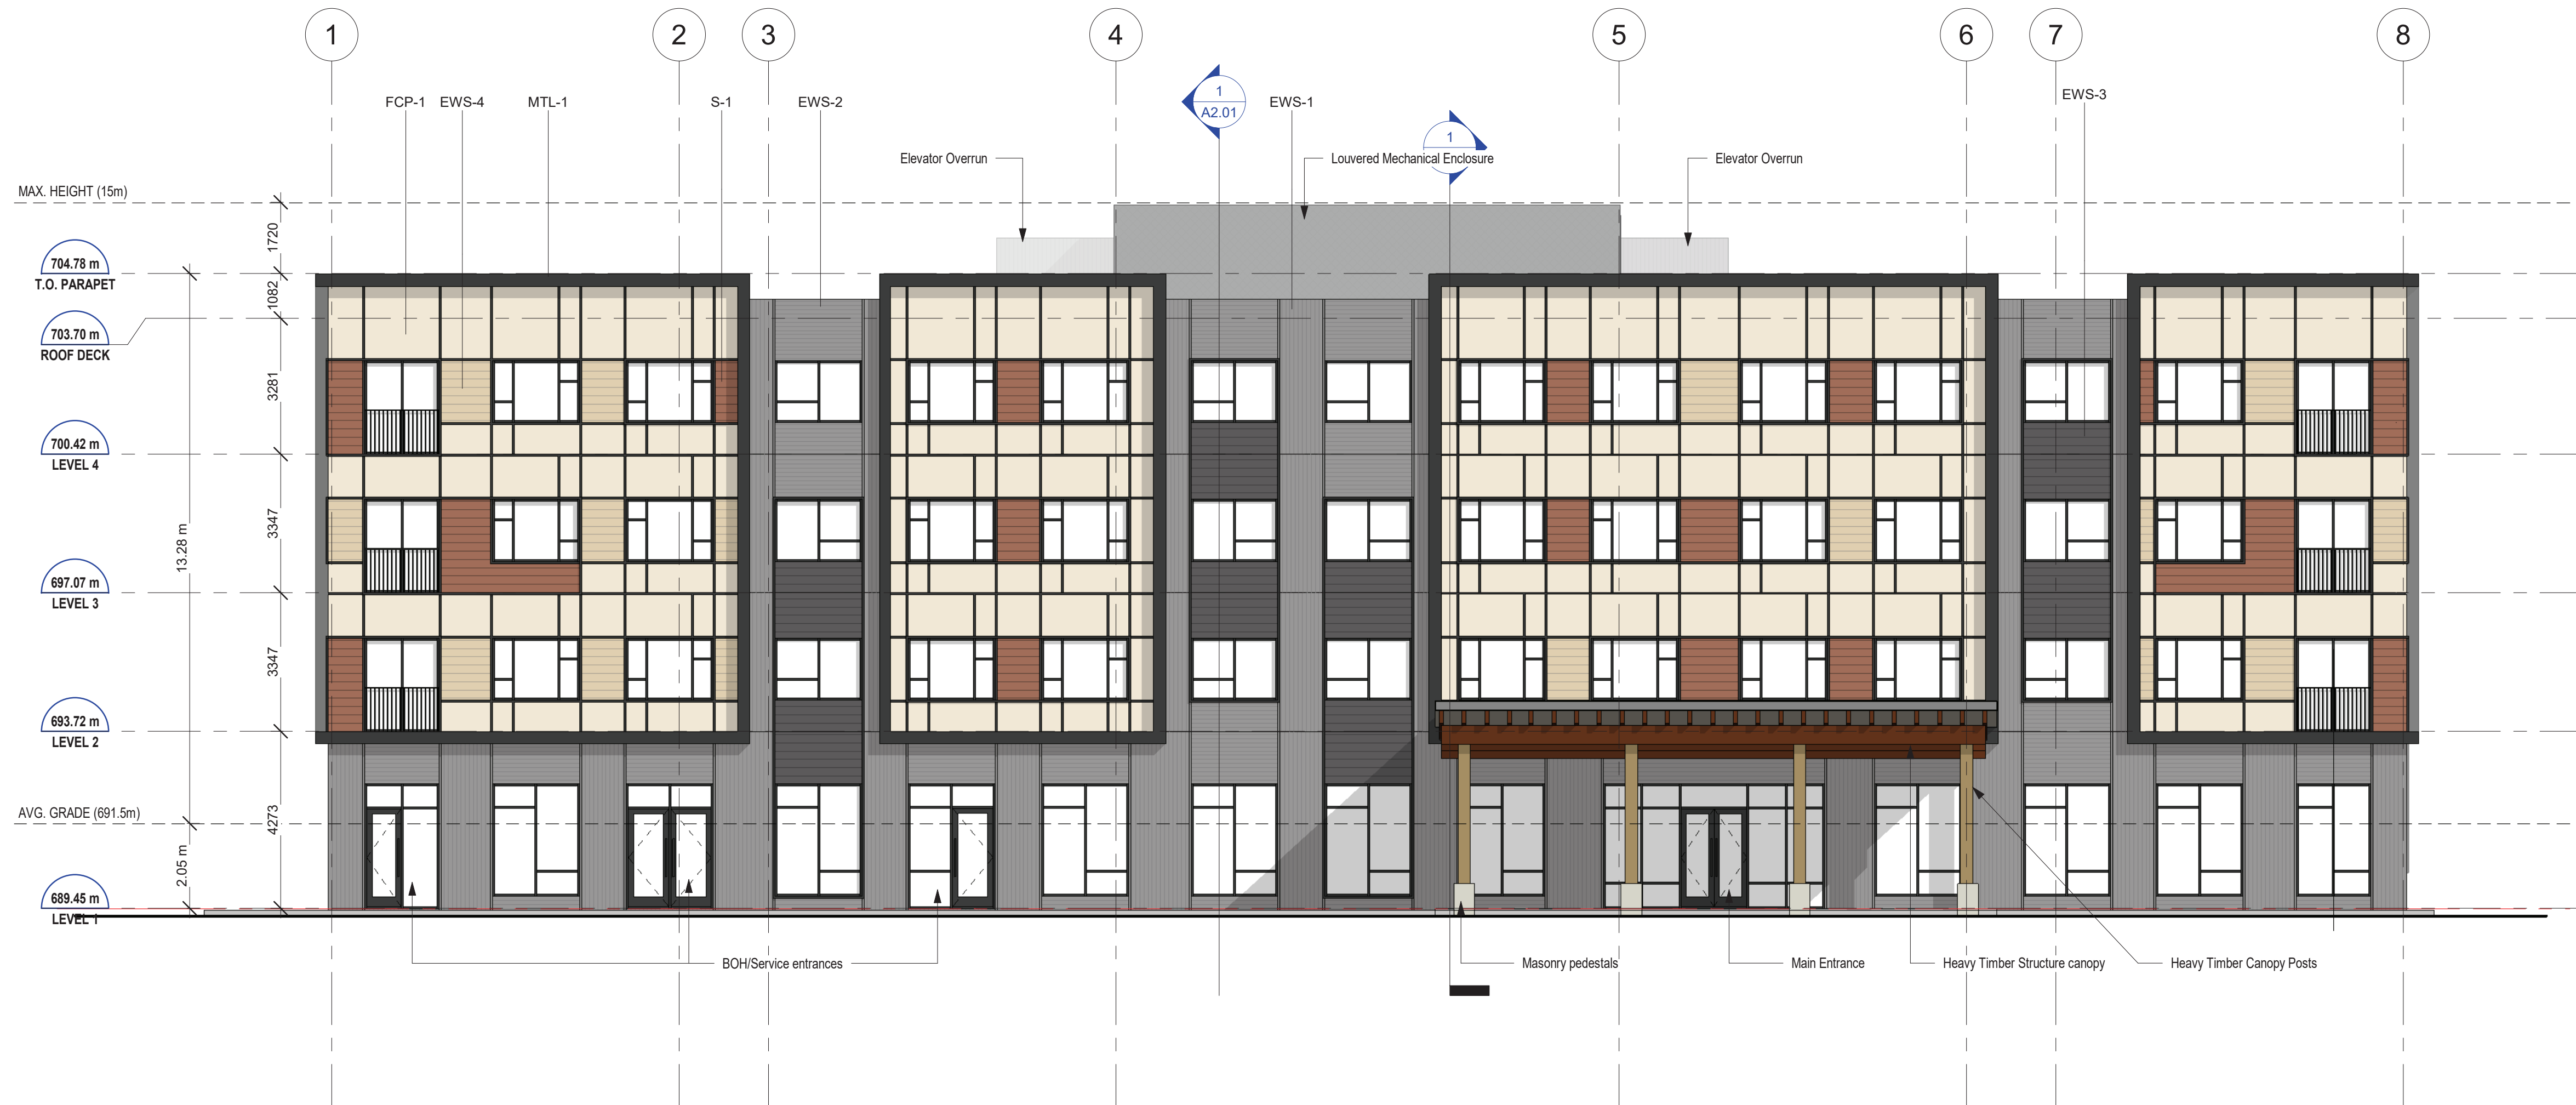 1
2
3
4
5
6
7
8
FCP-1
EWS-4
MTL-1
S-1
EWS-2
1
A2.01
EWS-1
EWS-3
1
Elevator Overrun
Louvered Mechanical Enclosure
Elevator Overrun
MAX. HEIGHT (15m)
1720
704.78 m
T.O. PARAPET
1082
703.70 m
ROOF DECK
3281
700.42 m
LEVEL 4
3347
13.28 m
697.07 m
LEVEL 3
3347
693.72 m
LEVEL 2
AVG. GRADE (691.5m)
4273
2.05 m
689.45 m
LEVEL 1
BOH/Service entrances
Masonry pedestals
Main Entrance
Heavy Timber Structure canopy
Heavy Timber Canopy Posts